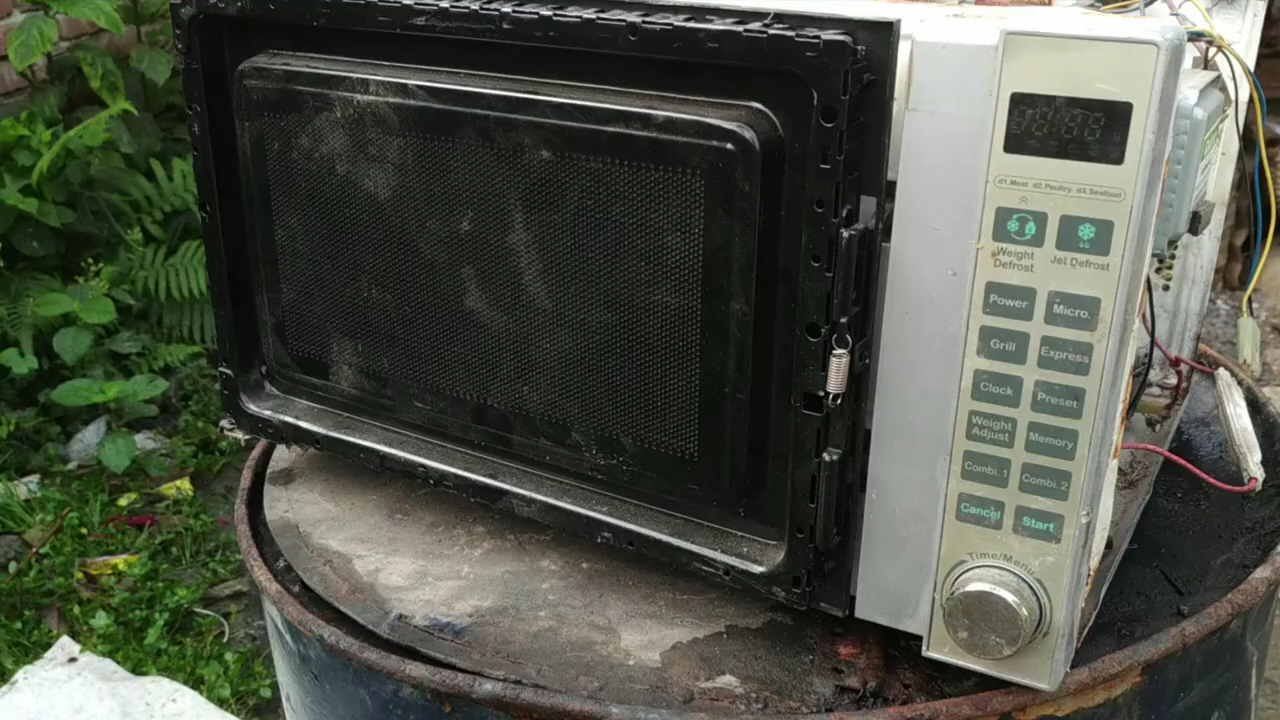 d1.Meat d2.Poultry d3.Seafood
Weight Defrost
Jet Defrost
Power
Micro.
Grill
Express
Clock
Preset
Weight Adjust
Memory
Combi. 1
Combi. 2
Cancel
Start
Time/Menu